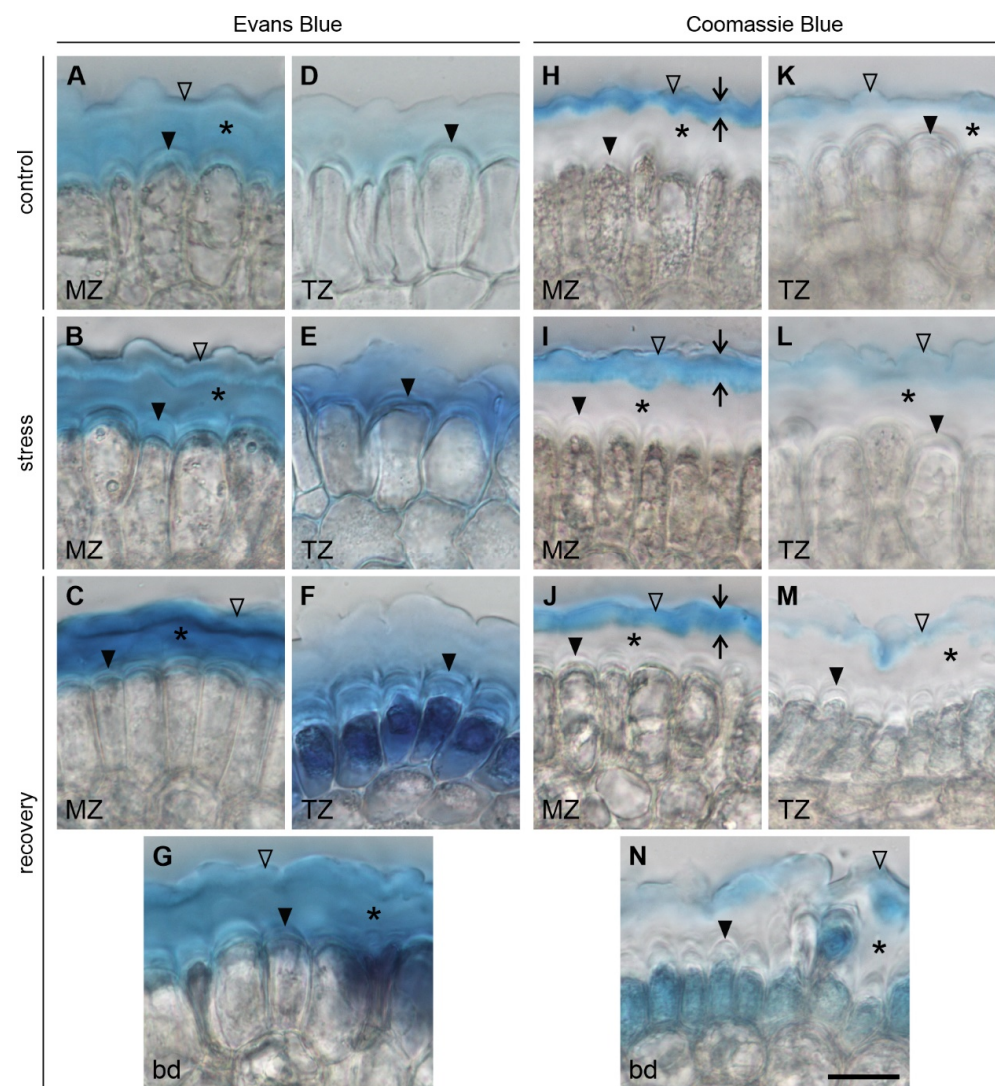 Evans Blue Coomassie Blue
control
A D H K
* * *
MZ TZ MZ TZ
stress
B E I L
* * *
MZ TZ MZ TZ
recovery
C F J M
* * *
MZ TZ MZ TZ
G N
* *
bd bd